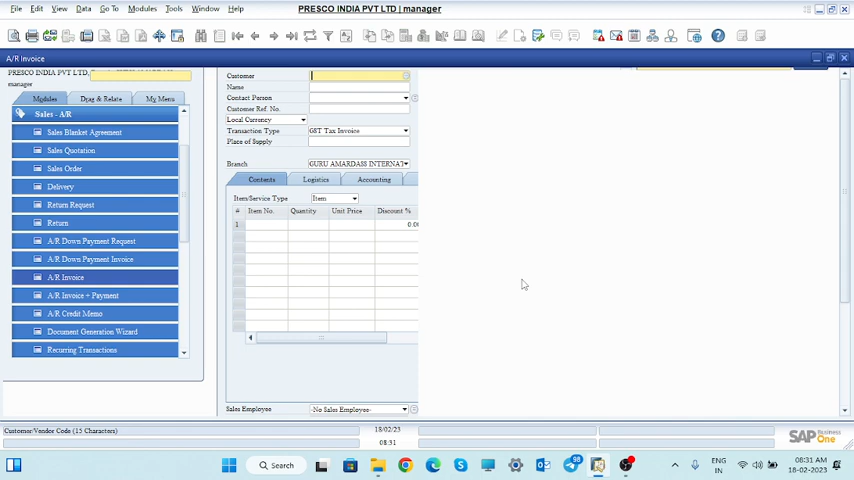 File Edit View Data Go To Modules Tools Window Help
PRESCO INDIA PVT LTD | manager
A/R Invoice
PRESCO INDIA PVT LTD,
manager
Modules Drag & Relate My Menu
Sales - A/R
Sales Blanket Agreement
Sales Quotation
Sales Order
Delivery
Return Request
Return
A/R Down Payment Request
A/R Down Payment Invoice
A/R Invoice
A/R Invoice + Payment
A/R Credit Memo
Document Generation Wizard
Recurring Transactions
Customer
Name
Contact Person
Customer Ref. No.
Local Currency
Transaction Type GST Tax Invoice
Place of Supply
Branch GURU AMARDASS INTERNAT
Contents Logistics Accounting
Item/Service Type Item
# Item No. Quantity Unit Price Discount %
1 0.00
Sales Employee -No Sales Employee-
Customer/Vendor Code (15 Characters)
18/02/23
08:31
SAP Business One
Search
98
ENG
IN
08:31 AM
18-02-2023